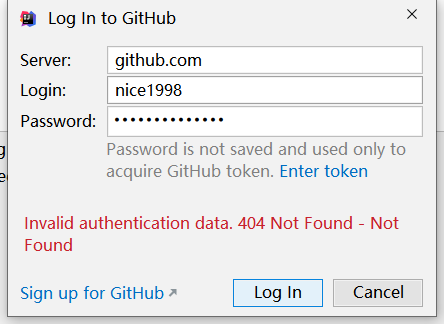 Log In to GitHub
Server: github.com
Login: nice1998
Password: ••••••••••••••
Password is not saved and used only to
acquire GitHub token. Enter token
Invalid authentication data. 404 Not Found - Not
Found
Sign up for GitHub ↗ Log In Cancel